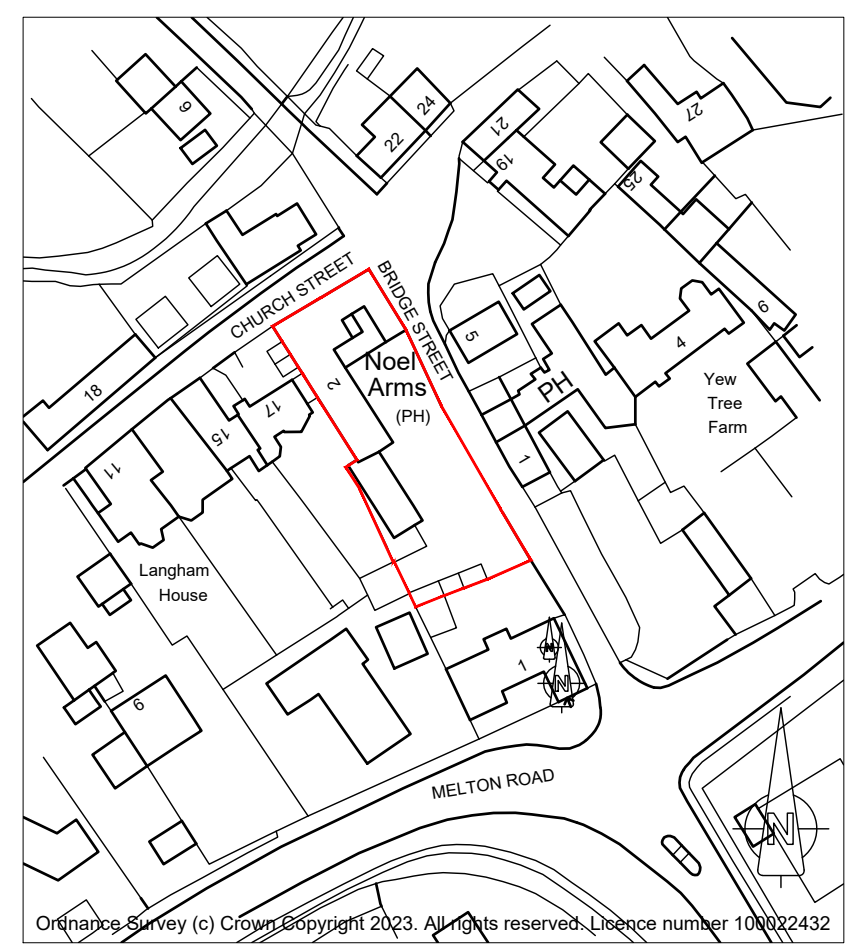 9
24
22
21
19
27
25
CHURCH STREET
BRIDGE STREET
5
9
4
2
Noel
Arms
(PH)
PH
Yew
Tree
Farm
18
17
15
11
1
Langham
House
1
N
N
9
MELTON ROAD
N
Ordnance Survey (c) Crown Copyright 2023. All rights reserved. Licence number 100022432